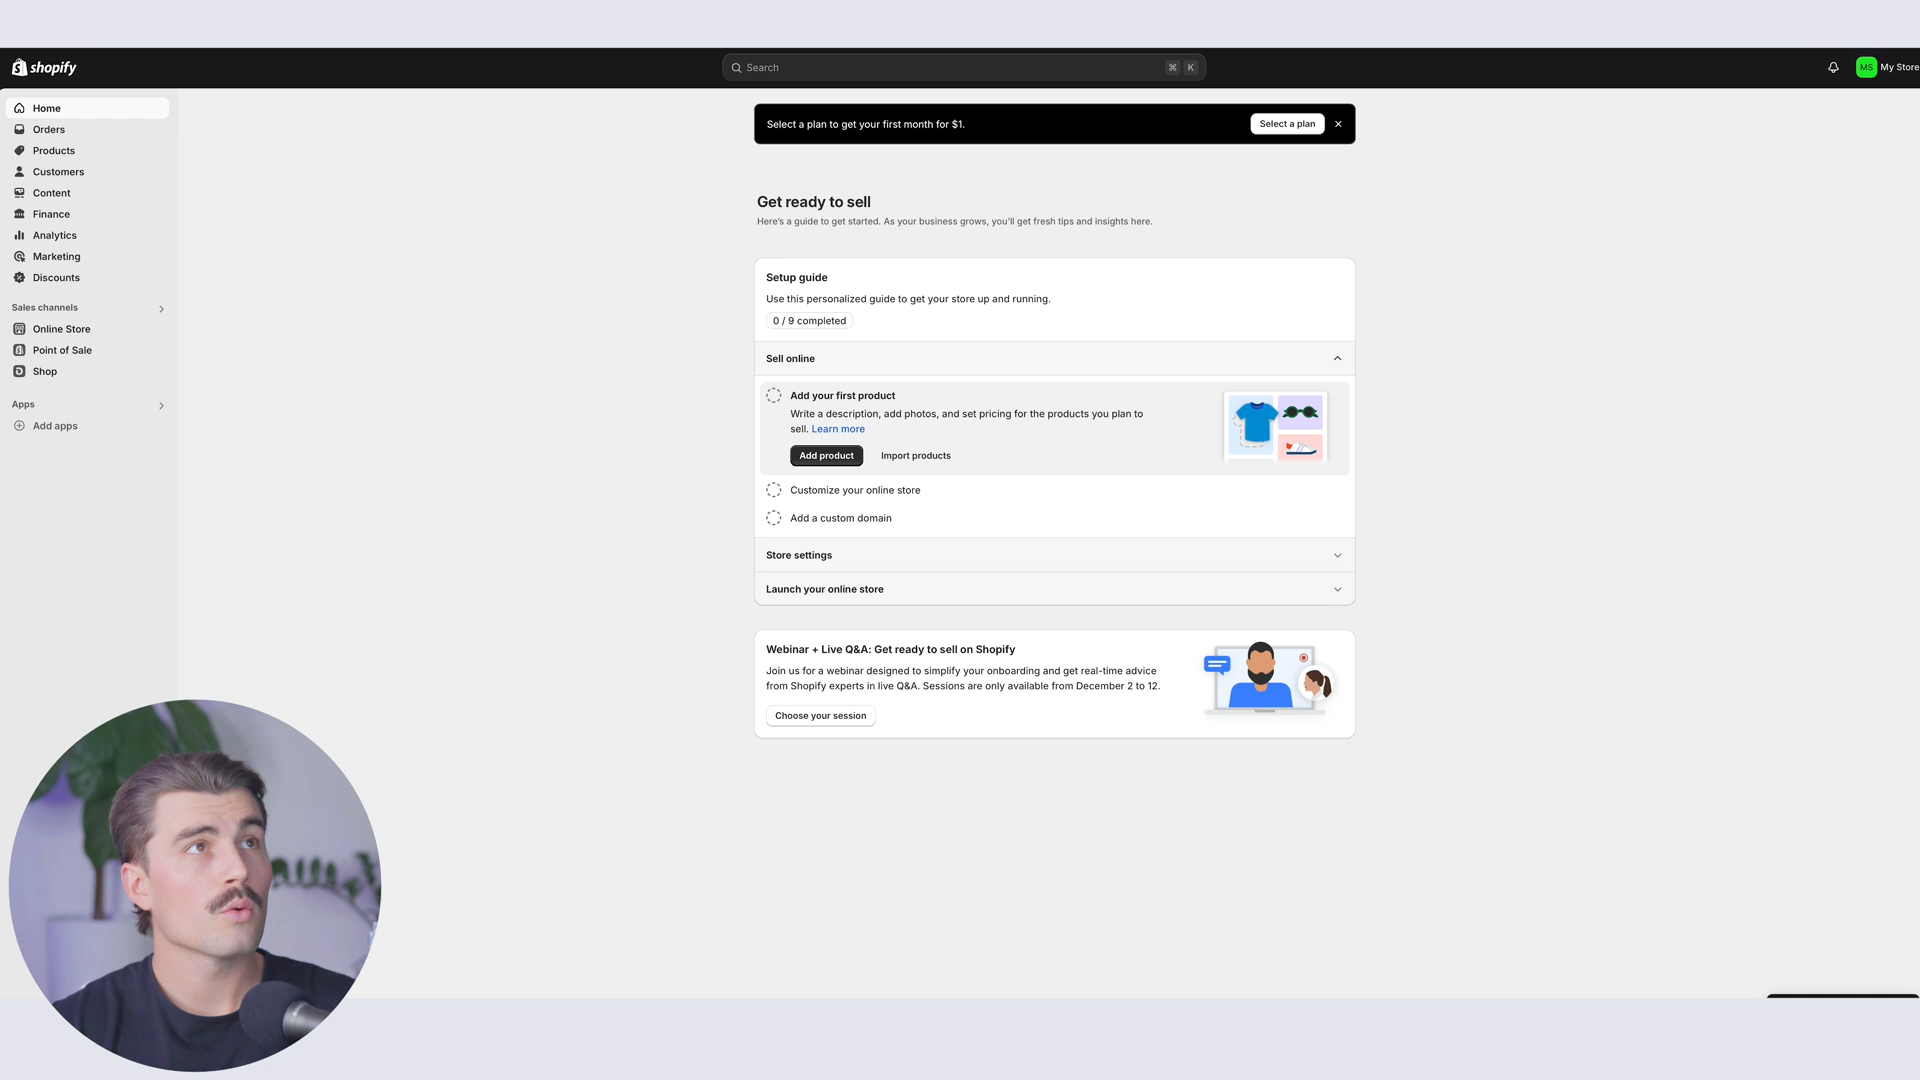 shopify
Search
⌘ K
MS My Store
Home
Orders
Products
Customers
Content
Finance
Analytics
Marketing
Discounts
Sales channels
Online Store
Point of Sale
Shop
Apps
Add apps
Select a plan to get your first month for $1.
Select a plan
Get ready to sell
Here's a guide to get started. As your business grows, you'll get fresh tips and insights here.
Setup guide
Use this personalized guide to get your store up and running.
0 / 9 completed
Sell online
Add your first product
Write a description, add photos, and set pricing for the products you plan to
sell. Learn more
Add product Import products
Customize your online store
Add a custom domain
Store settings
Launch your online store
Webinar + Live Q&A: Get ready to sell on Shopify
Join us for a webinar designed to simplify your onboarding and get real-time advice
from Shopify experts in live Q&A. Sessions are only available from December 2 to 12.
Choose your session